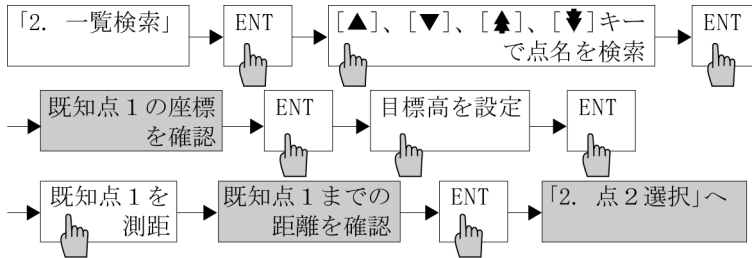 「2. 一覧検索」
ENT
[▲]、[▼]、[⯭]、[⯯]キー
で点名を検索
ENT
既知点1の座標
を確認
ENT
目標高を設定
ENT
既知点1を
測距
既知点1までの
距離を確認
ENT
「2. 点2選択」へ